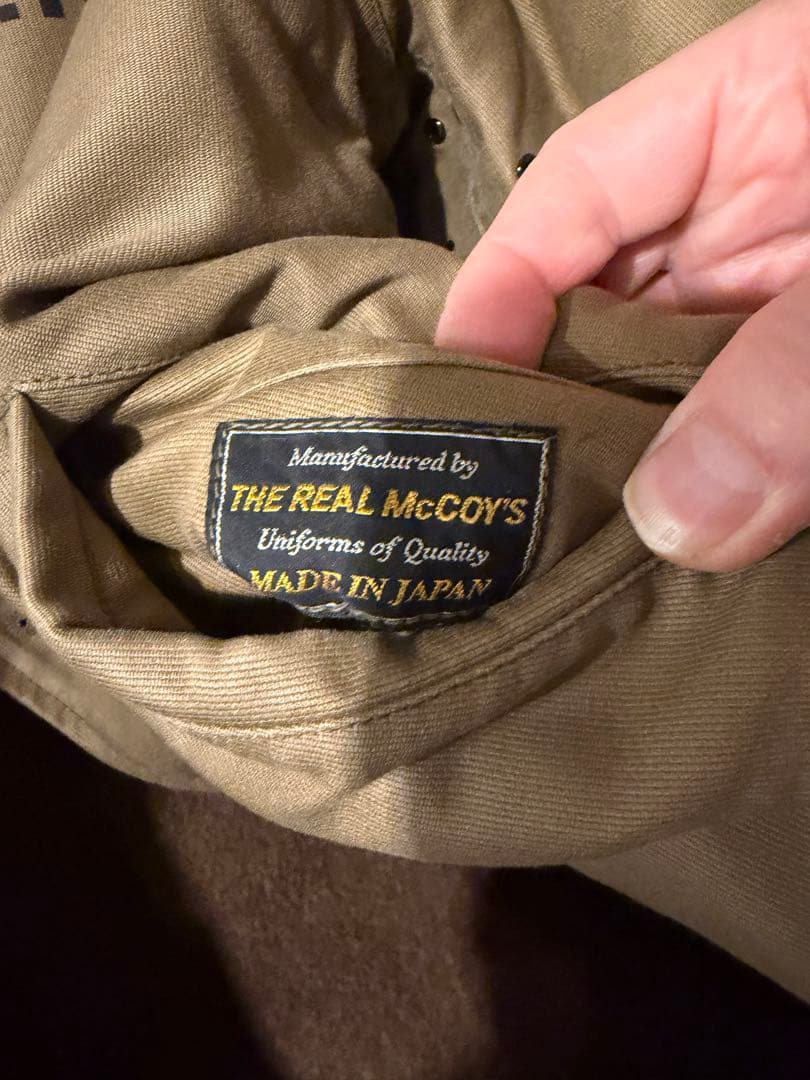 Manufactured by
THE REAL McCOY'S
Uniforms of Quality
MADE IN JAPAN